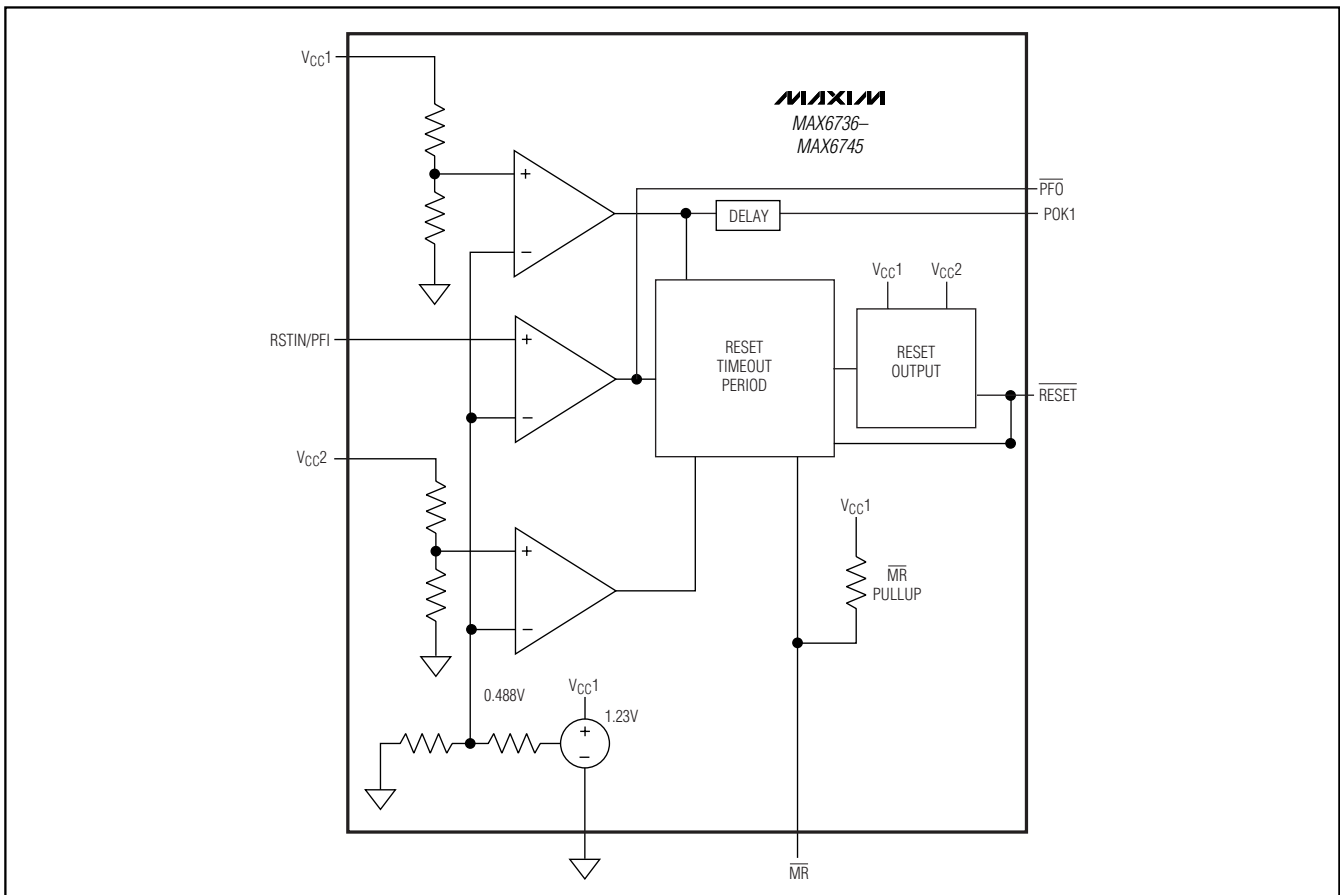 VCC1
MAXIM
MAX6736–
MAX6745
+
−
PFO
DELAY
POK1
VCC1
VCC2
RSTIN/PFI
+
−
RESET
TIMEOUT
PERIOD
RESET
OUTPUT
RESET
VCC2
+
−
VCC1
MR
PULLUP
0.488V
VCC1
1.23V
+
−
MR